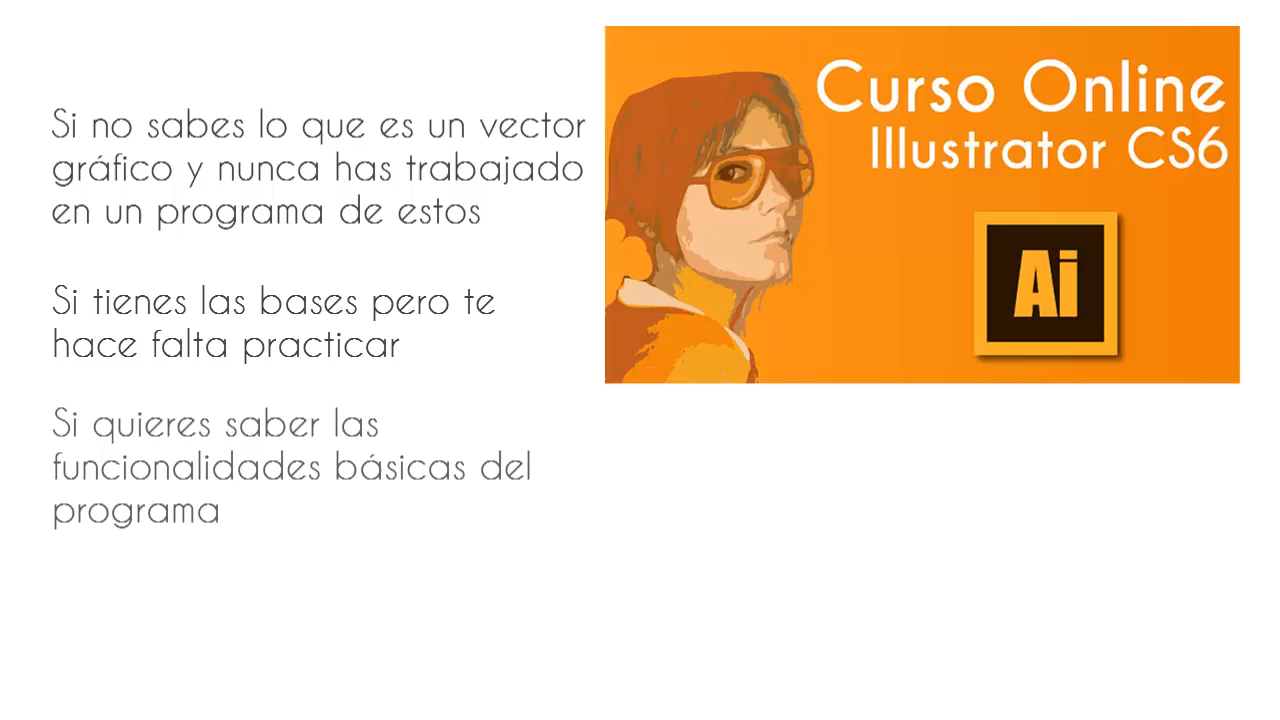 Si no sabes lo que es un vector
gráfico y nunca has trabajado
en un programa de estos
Si tienes las bases pero te
hace falta practicar
Si quieres saber las
funcionalidades básicas del
programa
Curso Online
Illustrator CS6
Ai